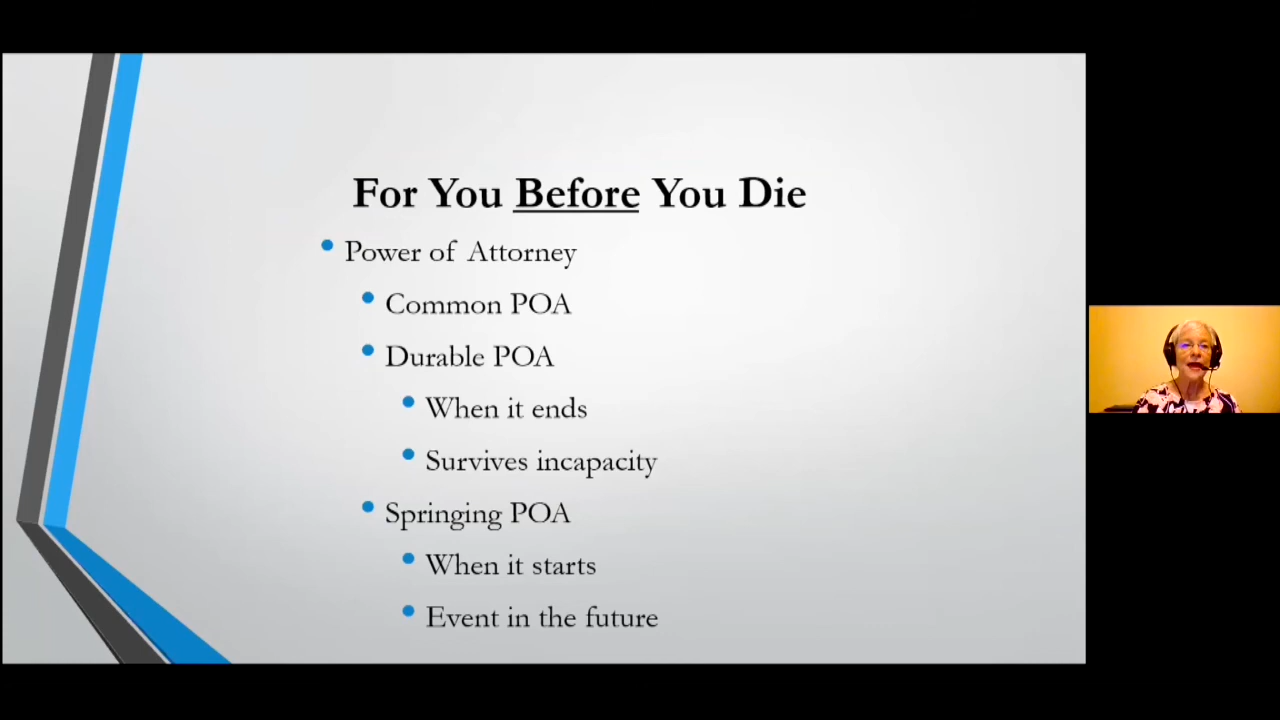 For You Before You Die
Power of Attorney
Common POA
Durable POA
When it ends
Survives incapacity
Springing POA
When it starts
Event in the future